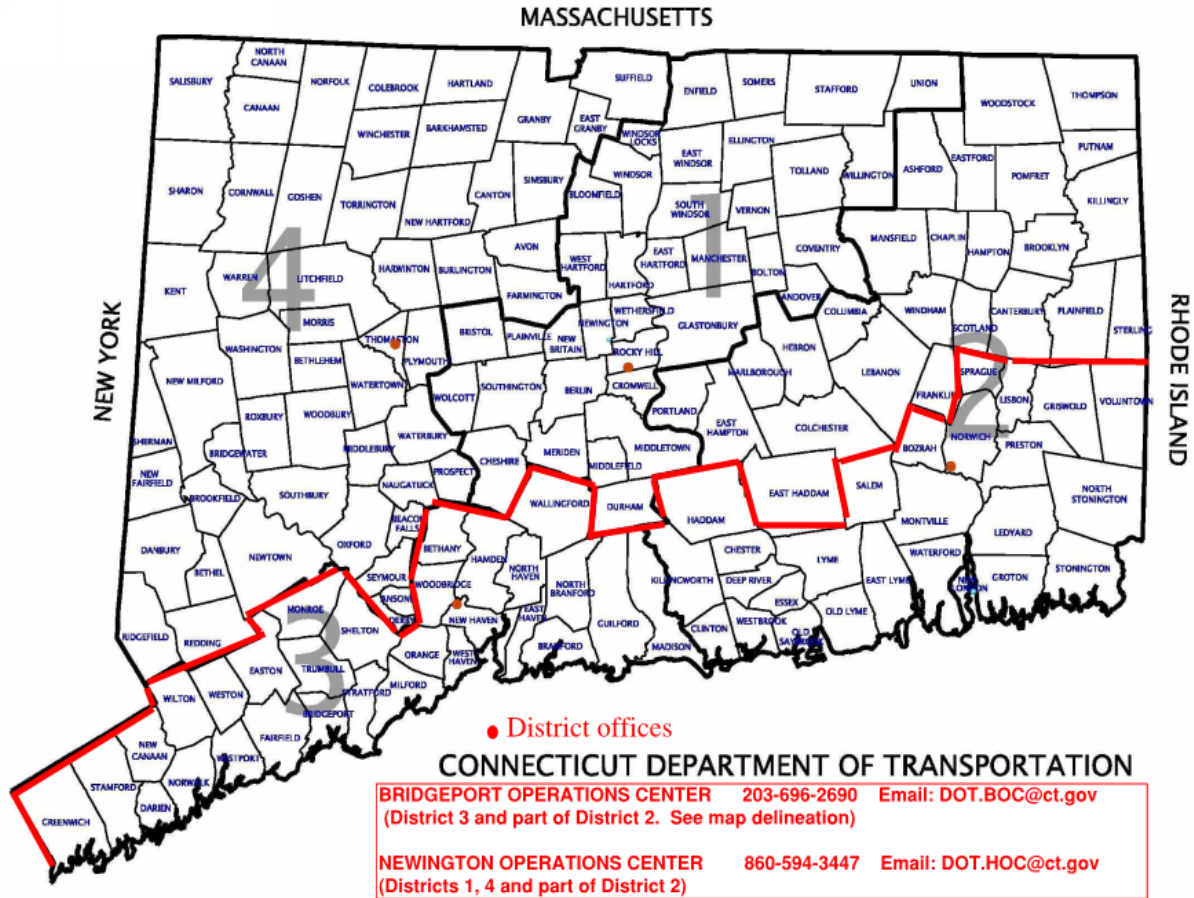 MASSACHUSETTS
NORTH
CANAAN
SALISBURY
NORFOLK
COLEBROOK
HARTLAND
SUFFIELD
ENFIELD
SOMERS
STAFFORD
UNION
WOODSTOCK
THOMPSON
CANAAN
WINCHESTER
BARKHAMSTED
GRANBY
EAST
GRANBY
WINDSOR
LOCKS
EAST
WINDSOR
ELLINGTON
PUTNAM
SHARON
CORNWALL
GOSHEN
TORRINGTON
NEW HARTFORD
CANTON
SIMSBURY
BLOOMFIELD
WINDSOR
SOUTH
WINDSOR
VERNON
TOLLAND
WILLINGTON
ASHFORD
EASTFORD
POMFRET
KILLINGLY
4
1
KENT
WARREN
LITCHFIELD
HARWINTON
BURLINGTON
AVON
WEST
HARTFORD
HARTFORD
EAST
HARTFORD
MANCHESTER
BOLTON
COVENTRY
MANSFIELD
CHAPLIN
HAMPTON
BROOKLYN
FARMINGTON
WETHERSFIELD
ANDOVER
COLUMBIA
WINDHAM
SCOTLAND
CANTERBURY
PLAINFIELD
STERLING
NEW YORK
RHODE ISLAND
WASHINGTON
MORRIS
BETHLEHEM
THOMASTON
PLYMOUTH
BRISTOL
PLAINVILLE
NEW
BRITAIN
NEWINGTON
ROCKY HILL
GLASTONBURY
HEBRON
NEW MILFORD
WATERTOWN
WOLCOTT
SOUTHINGTON
BERLIN
CROMWELL
MARLBOROUGH
LEBANON
FRANKLIN
SPRAGUE
2
LISBON
GRISWOLD
VOLUNTOWN
ROXBURY
WOODBURY
PORTLAND
EAST
HAMPTON
COLCHESTER
BOZRAH
NORWICH
PRESTON
SHERMAN
BRIDGEWATER
MIDDLEBURY
WATERBURY
PROSPECT
CHESHIRE
MERIDEN
MIDDLEFIELD
MIDDLETOWN
NEW
FAIRFIELD
BROOKFIELD
SOUTHBURY
NAUGATUCK
WALLINGFORD
DURHAM
HADDAM
EAST HADDAM
SALEM
NORTH
STONINGTON
MONTVILLE
DANBURY
BETHEL
NEWTOWN
OXFORD
BEACON
FALLS
BETHANY
HAMDEN
NORTH
HAVEN
CHESTER
LYME
WATERFORD
LEDYARD
SEYMOUR
WOODBRIDGE
NORTH
BRANFORD
KILLINGWORTH
DEEP RIVER
EAST LYME
NEW
LONDON
GROTON
STONINGTON
RIDGEFIELD
REDDING
MONROE
SHELTON
ANSONIA
DERBY
NEW HAVEN
EAST
HAVEN
GUILFORD
ESSEX
WESTBROOK
OLD LYME
OLD
SAYBROOK
CLINTON
MADISON
BRANFORD
3
WILTON
WESTON
EASTON
TRUMBULL
STRATFORD
ORANGE
WEST
HAVEN
MILFORD
BRIDGEPORT
FAIRFIELD
WESTPORT
NEW
CANAAN
NORWALK
STAMFORD
DARIEN
GREENWICH
District offices
CONNECTICUT DEPARTMENT OF TRANSPORTATION
BRIDGEPORT OPERATIONS CENTER 203-696-2690 Email: DOT.BOC@ct.gov
(District 3 and part of District 2. See map delineation)
NEWINGTON OPERATIONS CENTER 860-594-3447 Email: DOT.HOC@ct.gov
(Districts 1, 4 and part of District 2)